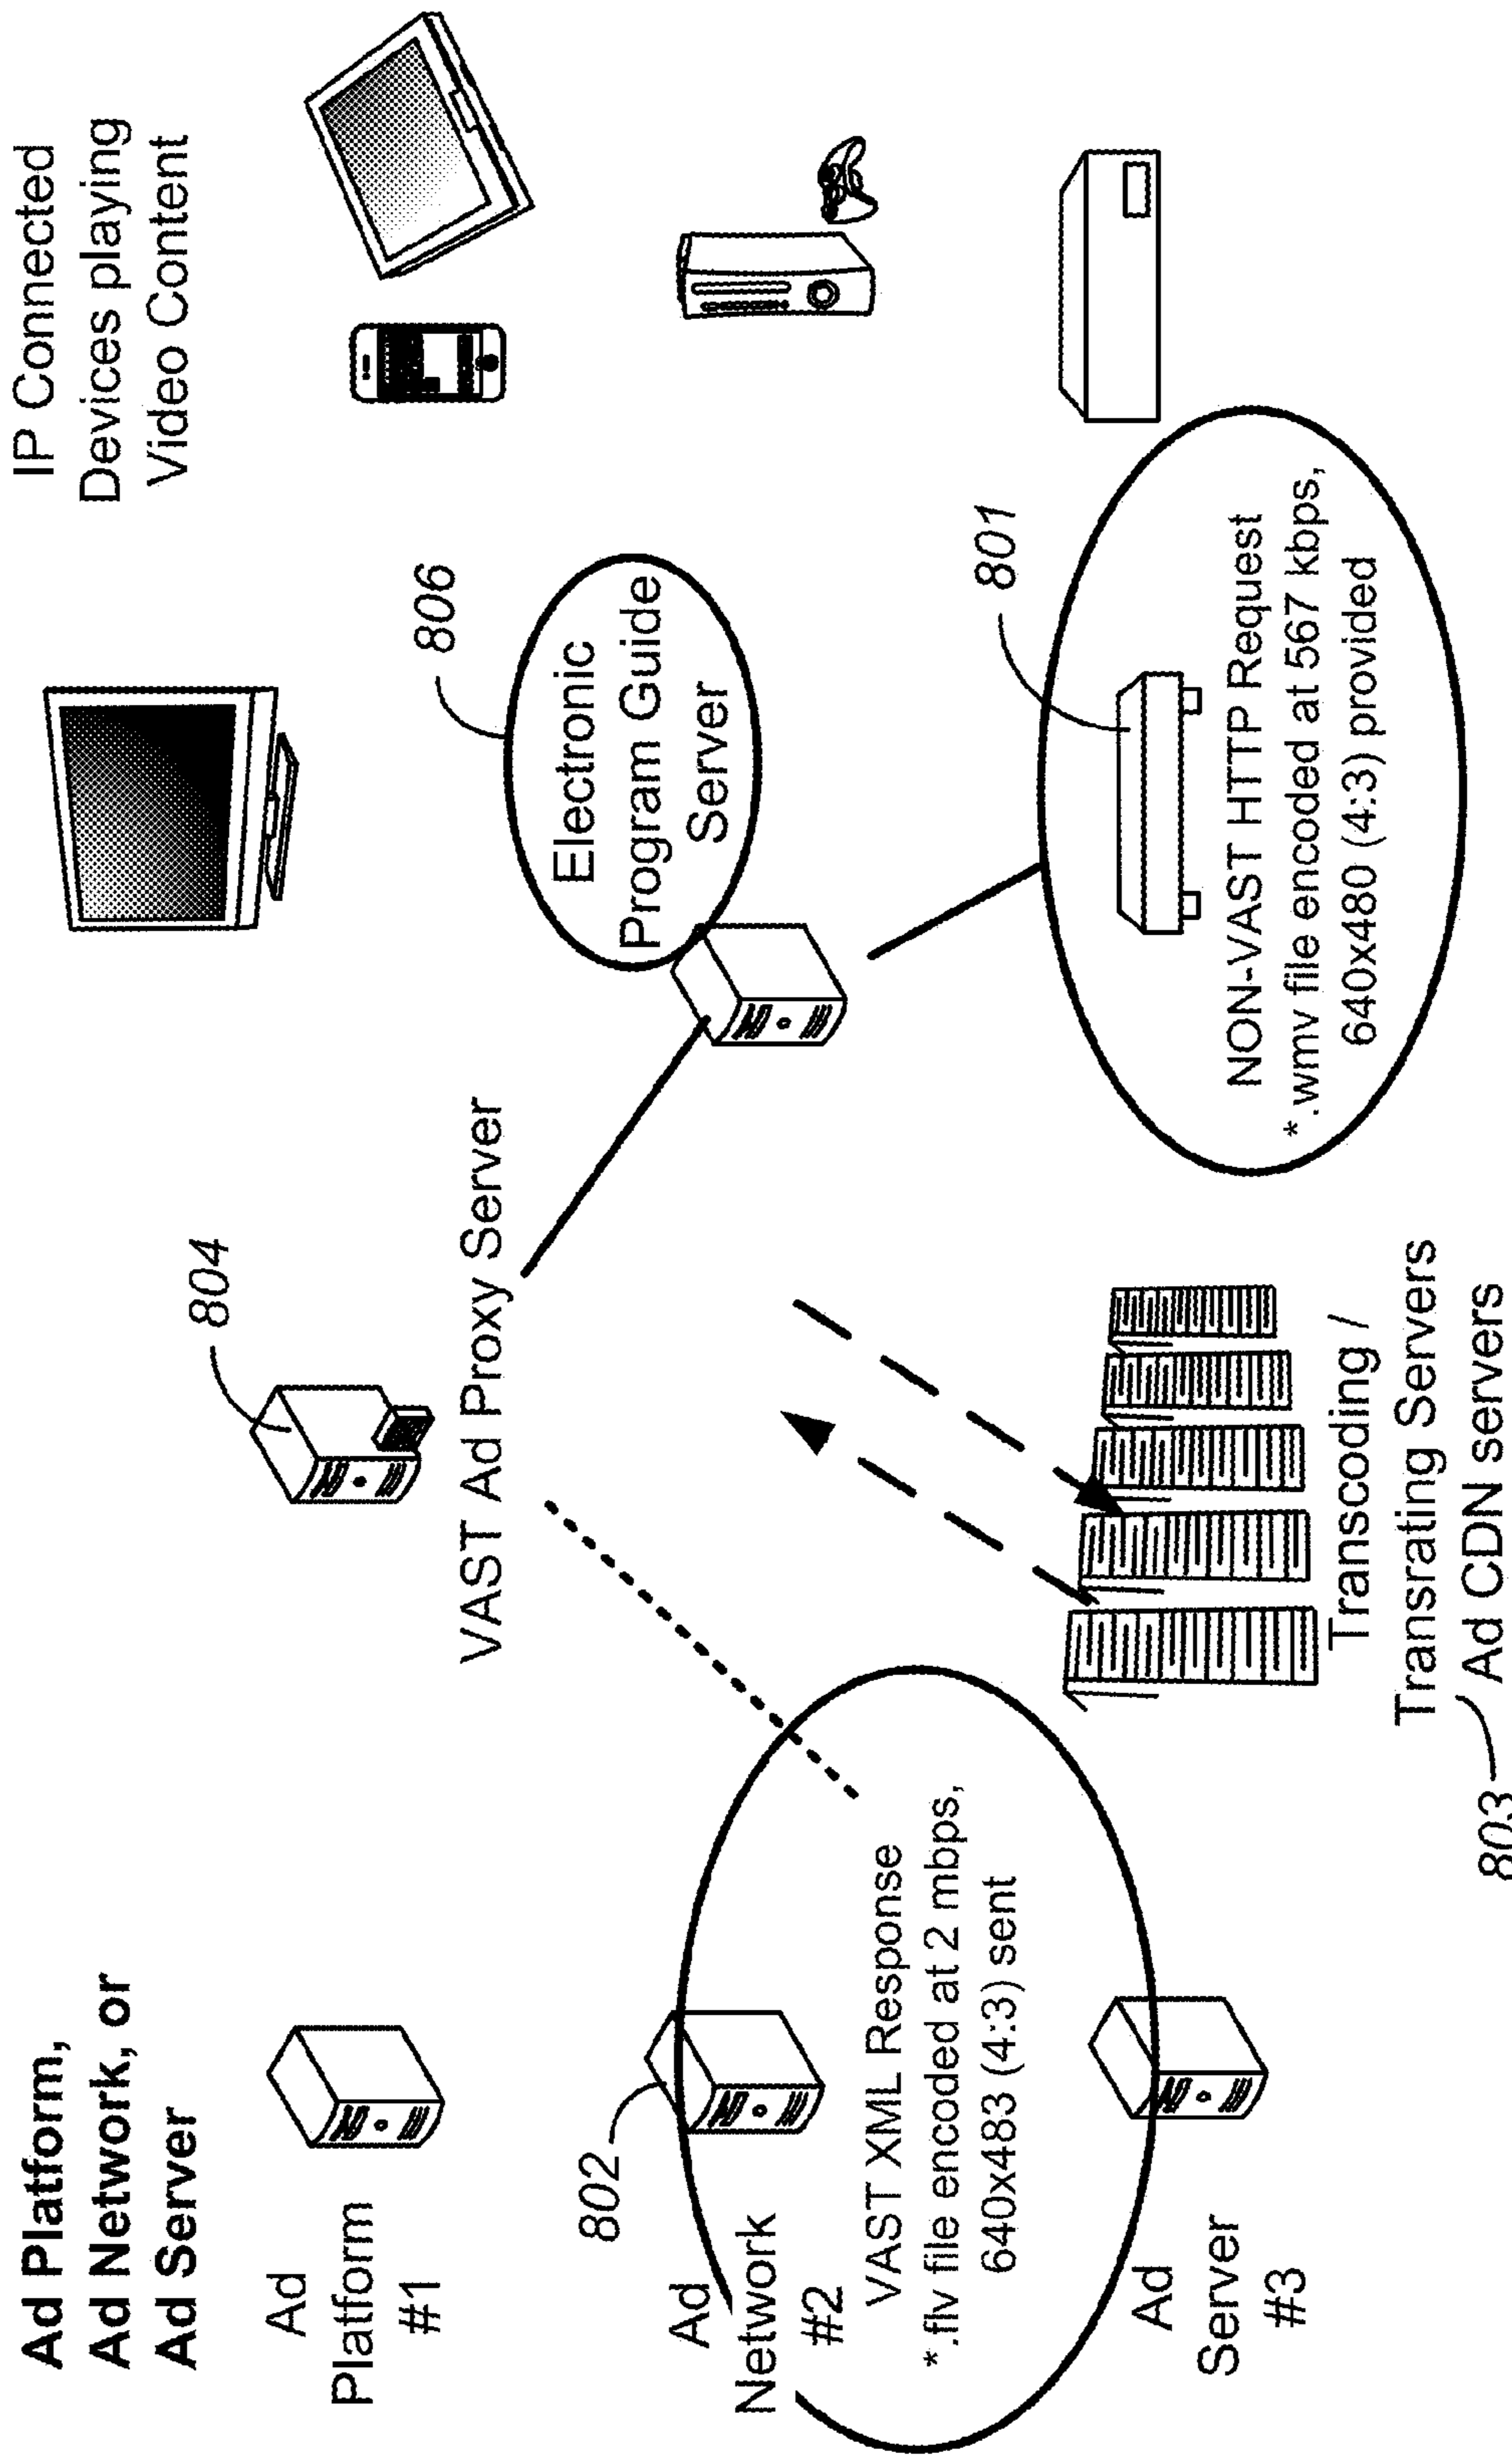 Ad Platform,
Ad Network, or
Ad Server
IP Connected
Devices playing
Video Content
Ad
Platform
#1
804
VAST Ad Proxy Server
806
Electronic
Program Guide
Server
802
Ad
Network
#2
VAST XML Response
*.flv file encoded at 2 mbps,
640x483 (4:3) sent
Ad
Server
#3
801
NON-VAST HTTP Request
*.wmv file encoded at 567 kbps,
640x480 (4:3) provided
Transcoding /
Transrating Servers
Ad CDN servers
803